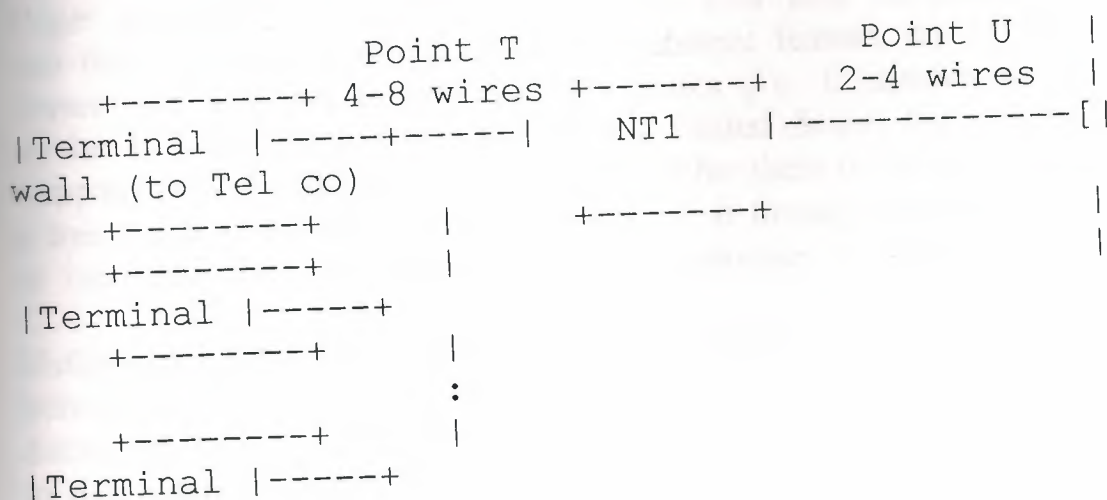 Point T Point U |
+--------+ 4-8 wires +-------+ 2-4 wires |
|Terminal |-----+-----| NT1 |-------------[|
wall (to Tel co)
+--------+ | +-------+ |
+--------+ | |
|Terminal |-----+
+--------+ |
:
+---------+ |
|Terminal |-----+